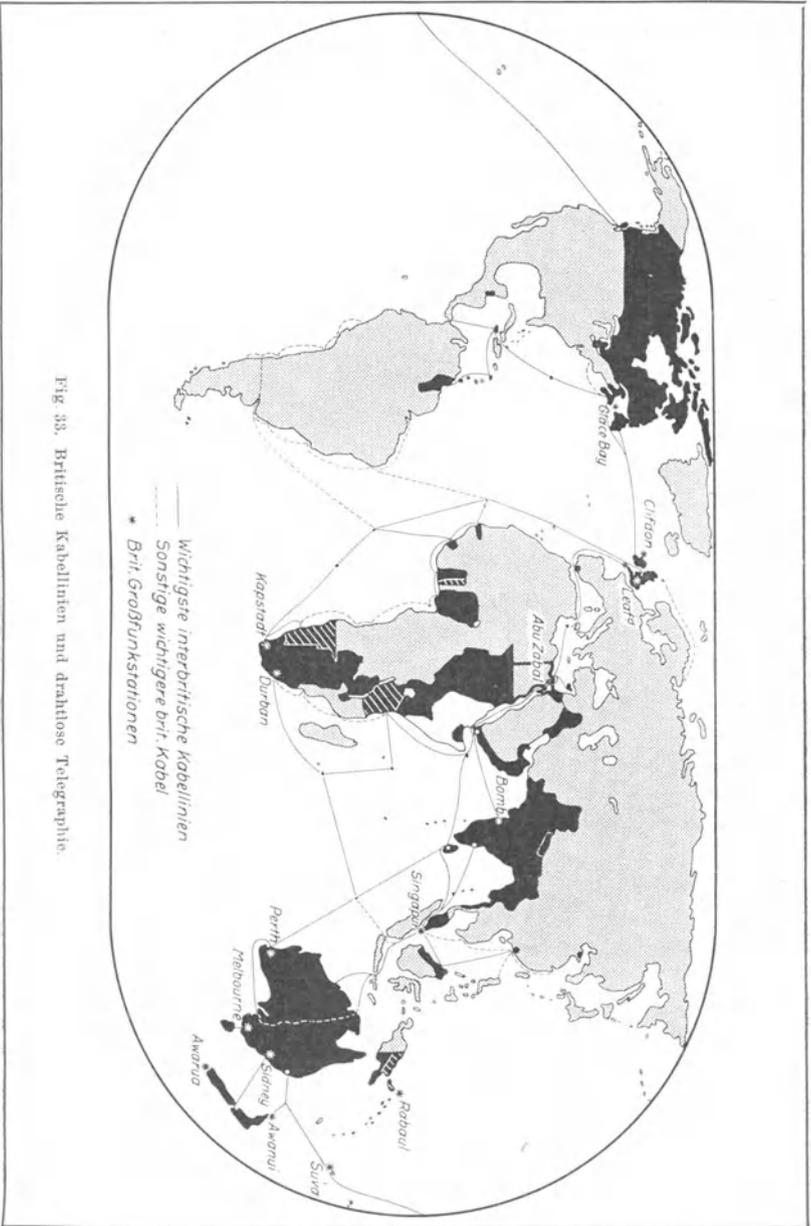 Glace Bay
Clifdon
Leafd
Abu Zabal
Bomb
Singapur
Kapstadt
Durban
Perth
Melbourne
Sidney
Awarua
Awanui
Rabaul
Suva
Wichtigste interbritische Kabellinien
Sonstige wichtigere brit. Kabel
* Brit. Großfunkstationen
Fig 33. Britische Kabellinien und drahtlose Telegraphie.